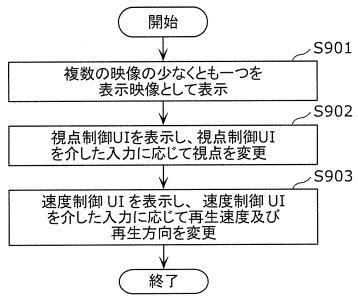 開始
S901
複数の映像の少なくとも一つを
表示映像として表示
S902
視点制御UIを表示し、視点制御UI
を介した入力に応じて視点を変更
S903
速度制御 UI を表示し、 速度制御 UI
を介した入力に応じて再生速度及び
再生方向を変更
終了